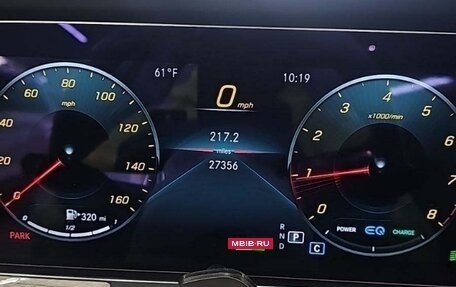 61°F
0 mph
10:19
217.2
miles
27356
0
60
80
100
120
140
160
mph
320 mi
0
1/2
1
PARK
0
1
2
3
4
5
6
7
8
x1000/min
POWER EQ CHARGE
R
N P
D C
MBIB.RU